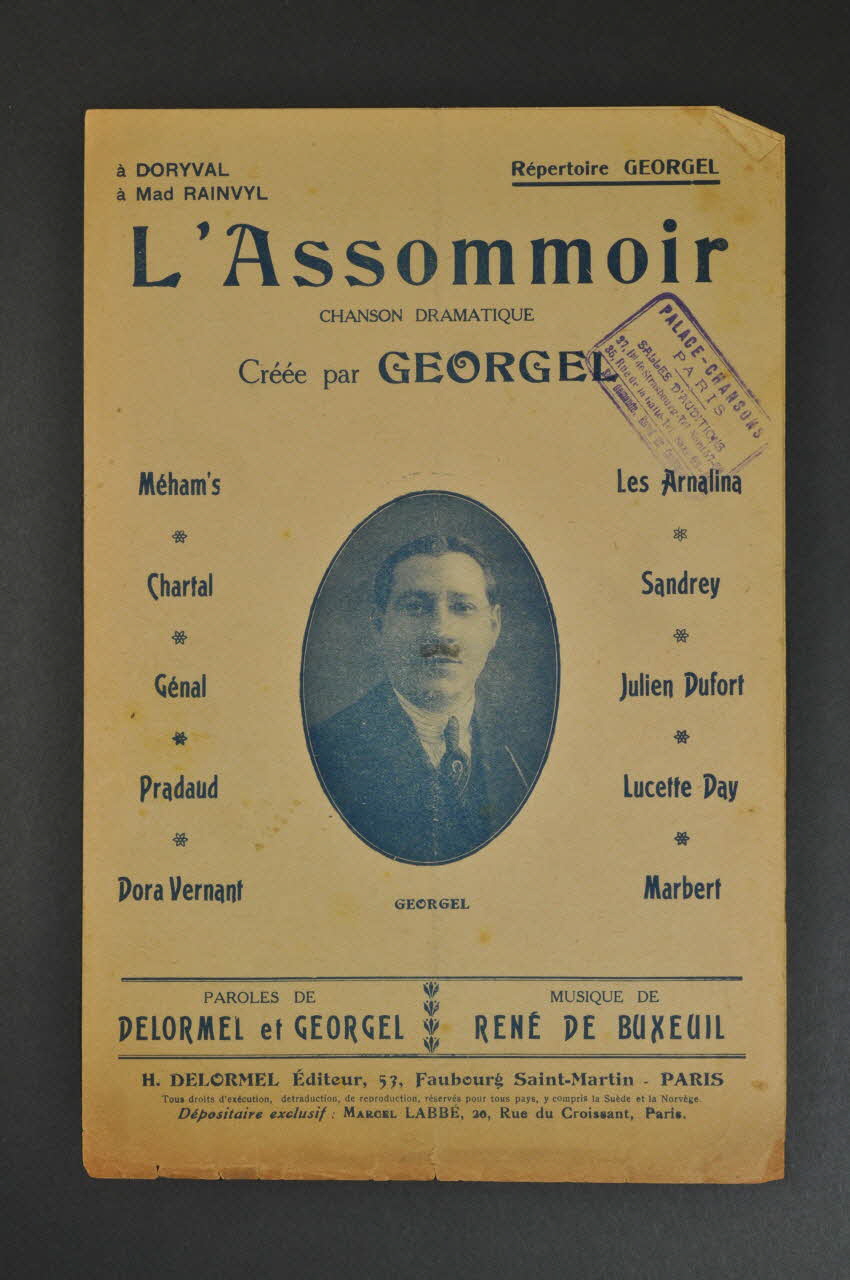 à DORYVAL
à Mad RAINVYL
Répertoire GEORGEL
L'Assommoir
CHANSON DRAMATIQUE
Créée par GEORGEL
PALACE-CHANSONS
PARIS
SALLES D'AUDITIONS
Méham's
Chartal
Génal
Pradaud
Dora Vernant
Les Arnalina
Sandrey
Julien Dufort
Lucette Day
Marbert
GEORGEL
PAROLES DE
DELORMEL et GEORGEL
MUSIQUE DE
RENÉ DE BUXEUIL
H. DELORMEL Éditeur, 53, Faubourg Saint-Martin - PARIS
Tous droits d'exécution, detraduction, de reproduction, réservés pour tous pays, y compris la Suède et la Norvège.
Dépositaire exclusif : MARCEL LABBÉ, 20, Rue du Croissant, Paris.